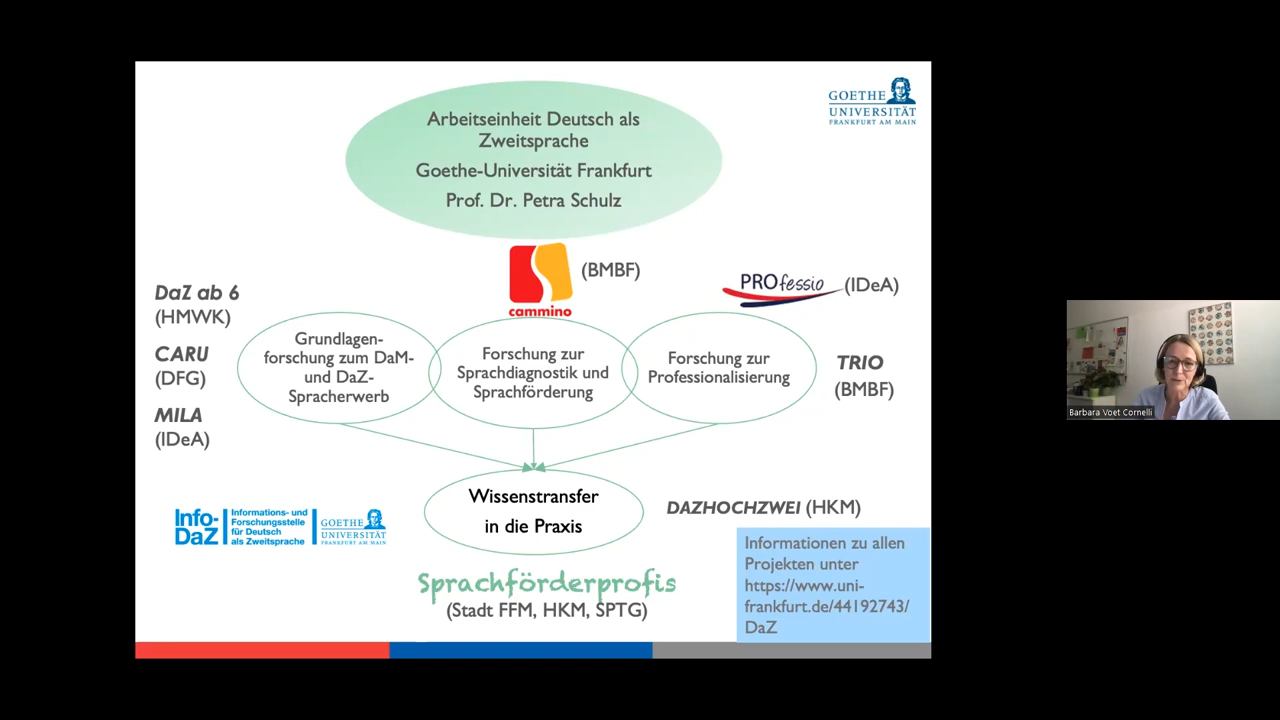 Arbeitseinheit Deutsch als
Zweitsprache
Goethe-Universität Frankfurt
Prof. Dr. Petra Schulz
GOETHE
UNIVERSITÄT
FRANKFURT AM MAIN
cammino
(BMBF)
PROfessio
(IDeA)
DaZ ab 6
(HMWK)
CARU
(DFG)
MILA
(IDeA)
Grundlagen-
forschung zum DaM-
und DaZ-
Spracherwerb
Forschung zur
Sprachdiagnostik und
Sprachförderung
Forschung zur
Professionalisierung
TRIO
(BMBF)
Barbara Voet Cornelli
Wissenstransfer
in die Praxis
DAZHOCHZWEI (HKM)
Info-
DaZ
Informations- und
Forschungsstelle
für Deutsch
als Zweitsprache
GOETHE
UNIVERSITÄT
FRANKFURT AM MAIN
Sprachförderprofis
(Stadt FFM, HKM, SPTG)
Informationen zu allen
Projekten unter
https://www.uni-
frankfurt.de/44192743/
DaZ